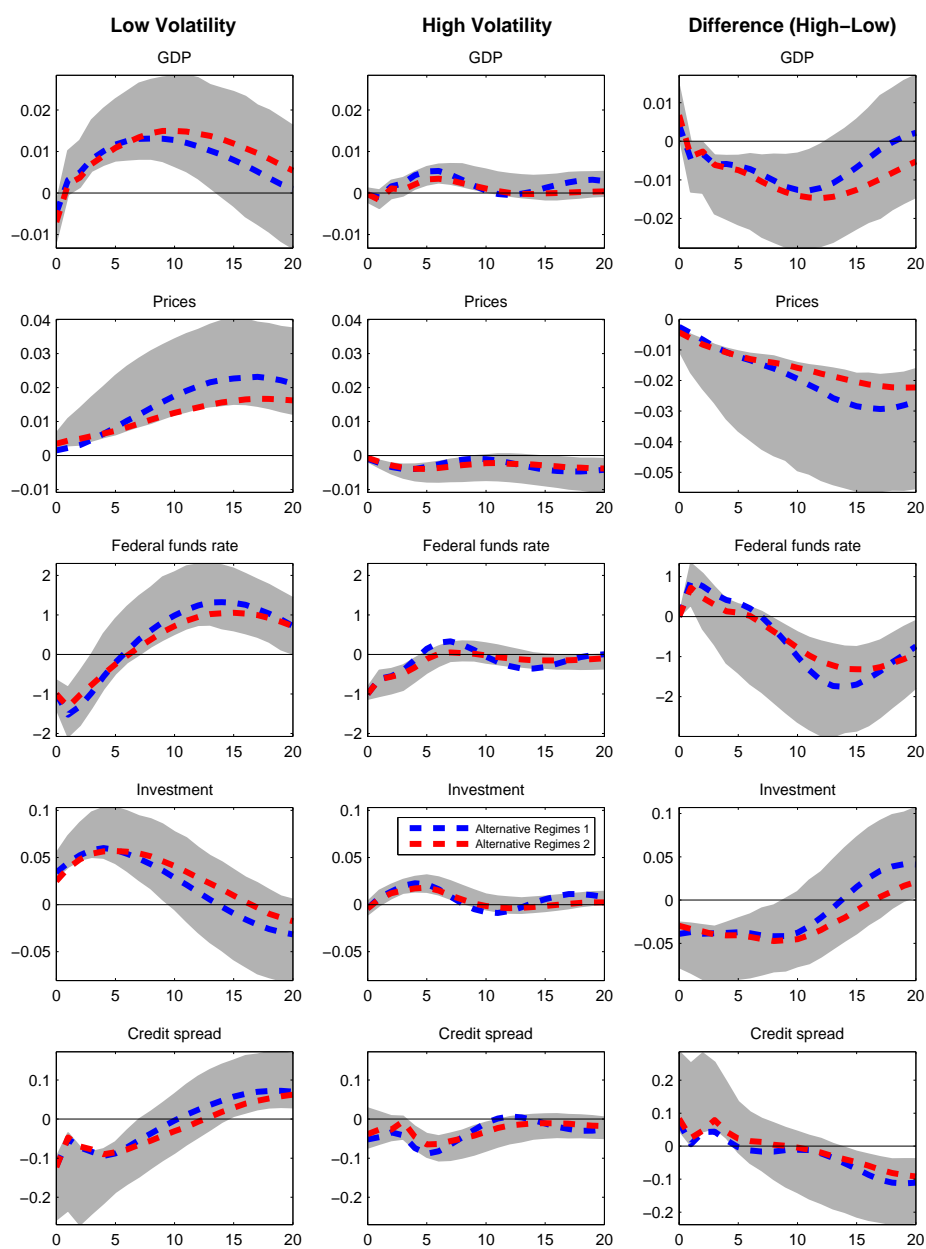 Low Volatility High Volatility Difference (High−Low)
GDP GDP GDP
0.02 0.02 0.01
0.01 0.01 0
0 0 −0.01
−0.01 −0.01 −0.02
0 5 10 15 20 0 5 10 15 20 0 5 10 15 20
Prices Prices Prices
0.04 0.04 0
0.03 0.03 −0.01
0.02 0.02 −0.02
0.01 0.01 −0.03
0 0 −0.04
−0.01 −0.01 −0.05
0 5 10 15 20 0 5 10 15 20 0 5 10 15 20
Federal funds rate Federal funds rate Federal funds rate
2 2 1
1 1 0
0 0 −1
−1 −1 −2
−2 −2
0 5 10 15 20 0 5 10 15 20 0 5 10 15 20
Investment Investment Investment
0.1 0.1 0.1
0.05 0.05 0.05
0 0 0
−0.05 −0.05 −0.05
Alternative Regimes 1
Alternative Regimes 2
0 5 10 15 20 0 5 10 15 20 0 5 10 15 20
Credit spread Credit spread Credit spread
0.1 0.1 0.2
0 0 0.1
−0.1 −0.1 0
−0.2 −0.2 −0.1
−0.2
0 5 10 15 20 0 5 10 15 20 0 5 10 15 20